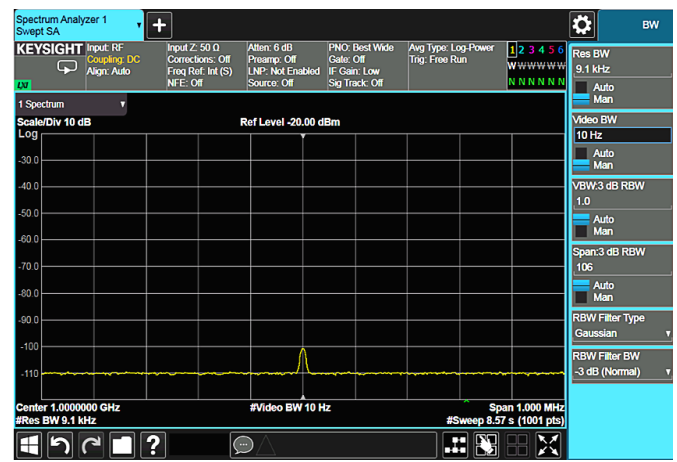 Spectrum Analyzer 1
Swept SA
+
BW
KEYSIGHT
Input: RF
Coupling: DC
Align: Auto
Input Z: 50 Ω
Corrections: Off
Freq Ref: Int (S)
NFE: Off
Atten: 6 dB
Preamp: Off
LNP: Not Enabled
Source: Off
PNO: Best Wide
Gate: Off
IF Gain: Low
Sig Track: Off
Avg Type: Log-Power
Trig: Free Run
1 2 3 4 5 6
W W W W W W
N N N N N N
LXI
1 Spectrum
Scale/Div 10 dB
Ref Level -20.00 dBm
Log
-30.0
-40.0
-50.0
-60.0
-70.0
-80.0
-90.0
-100
-110
Center 1.0000000 GHz
#Video BW 10 Hz
Span 1.000 MHz
#Res BW 9.1 kHz
#Sweep 8.57 s (1001 pts)
Res BW
9.1 kHz
Auto
Man
Video BW
10 Hz
Auto
Man
VBW:3 dB RBW
1.0
Auto
Man
Span:3 dB RBW
106
Auto
Man
RBW Filter Type
Gaussian
RBW Filter BW
-3 dB (Normal)
?